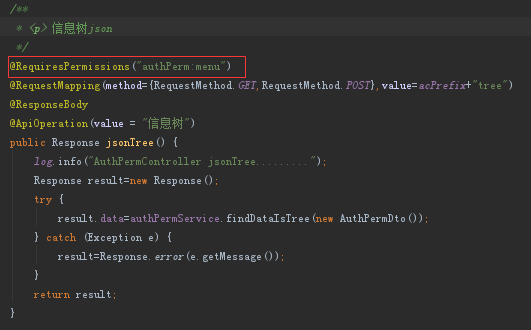 /**
 * <p> 信息树json
 */
@RequiresPermissions("authPerm:menu")
@RequestMapping(method={RequestMethod.GET,RequestMethod.POST},value=acPrefix+"tree")
@ResponseBody
@ApiOperation(value = "信息树")
public Response jsonTree() {
    log.info("AuthPermController jsonTree.........");
    Response result=new Response();
    try {
        result.data=authPermService.findDataIsTree(new AuthPermDto());
    } catch (Exception e) {
        result=Response.error(e.getMessage());
    }
    return result;
}